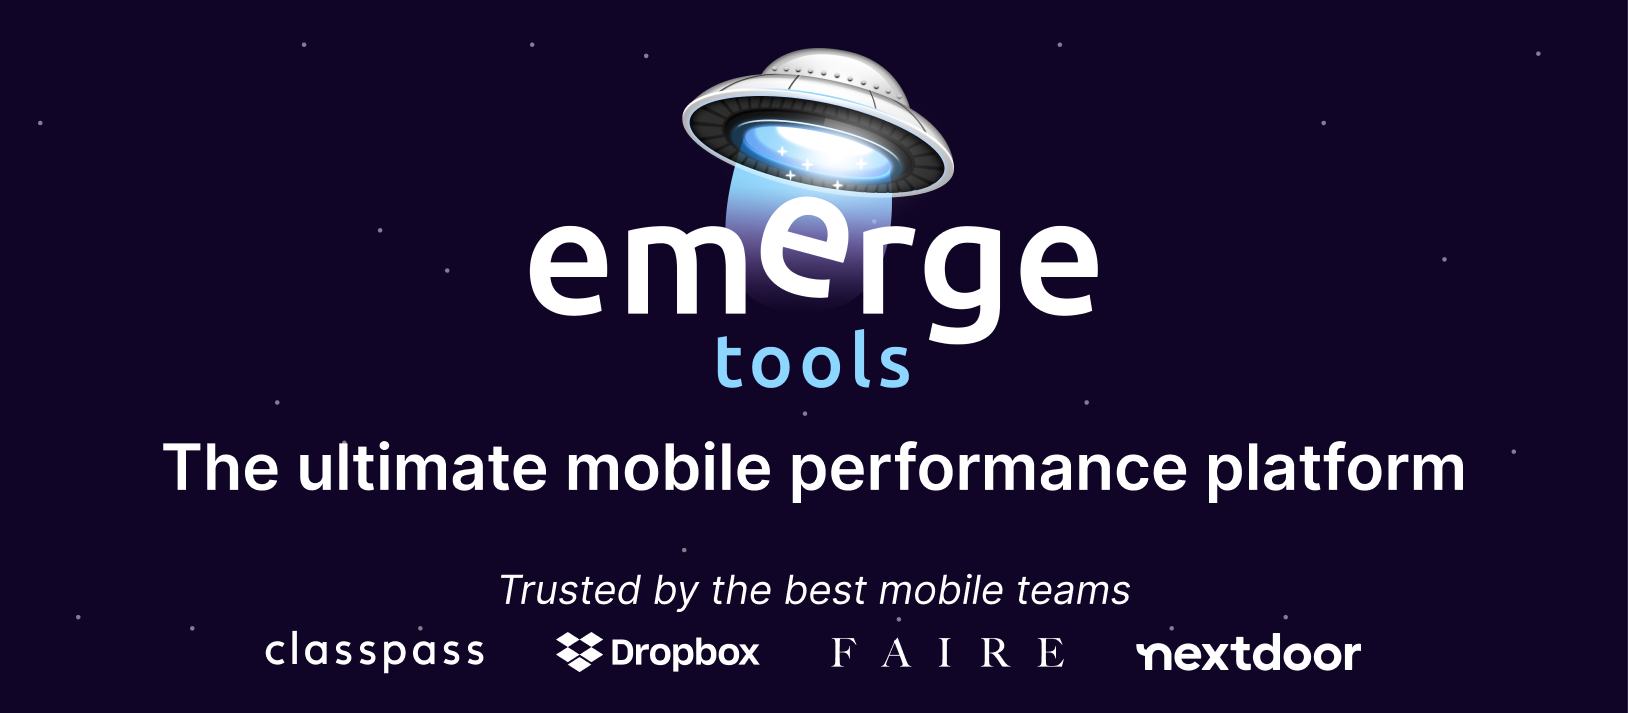 emerge
tools
The ultimate mobile performance platform
Trusted by the best mobile teams
classpass Dropbox FAIRE nextdoor